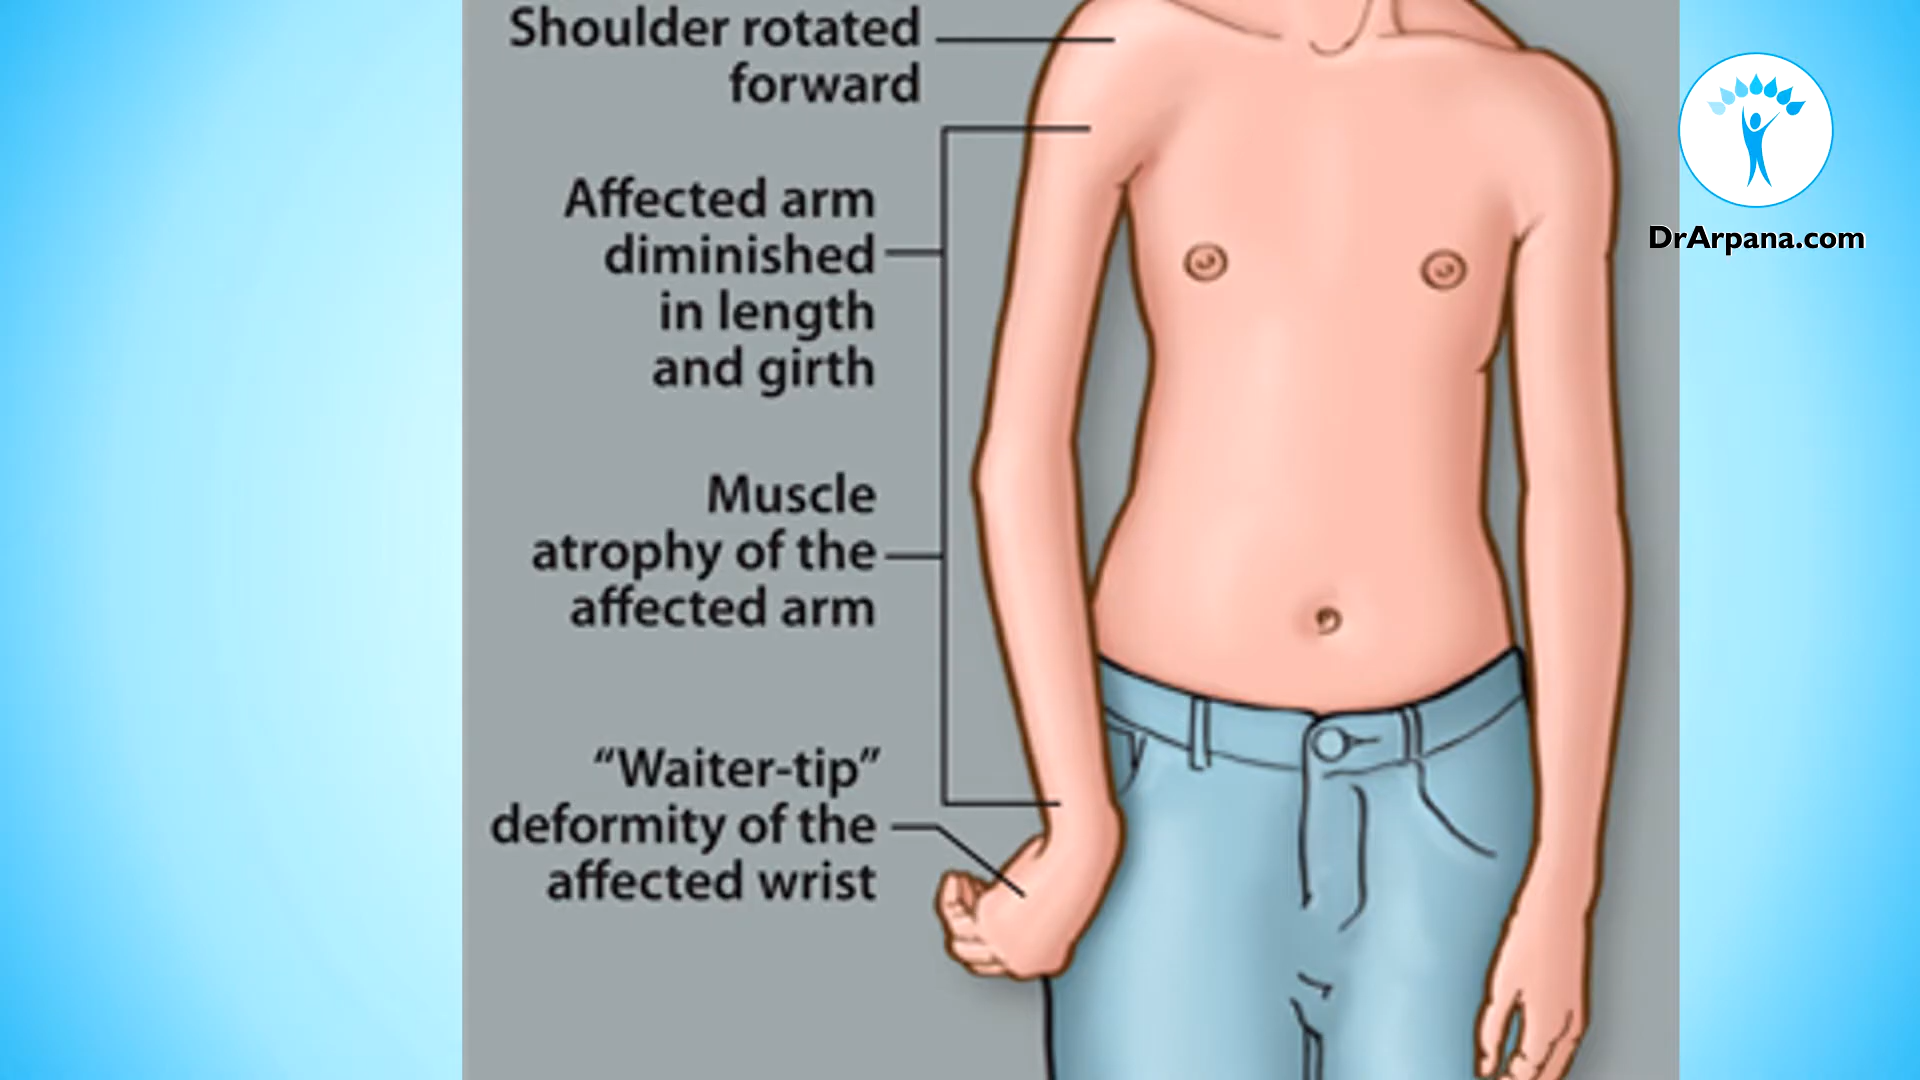 Shoulder rotated
forward
Affected arm
diminished
in length
and girth
Muscle
atrophy of the
affected arm
“Waiter-tip”
deformity of the
affected wrist
DrArpana.com